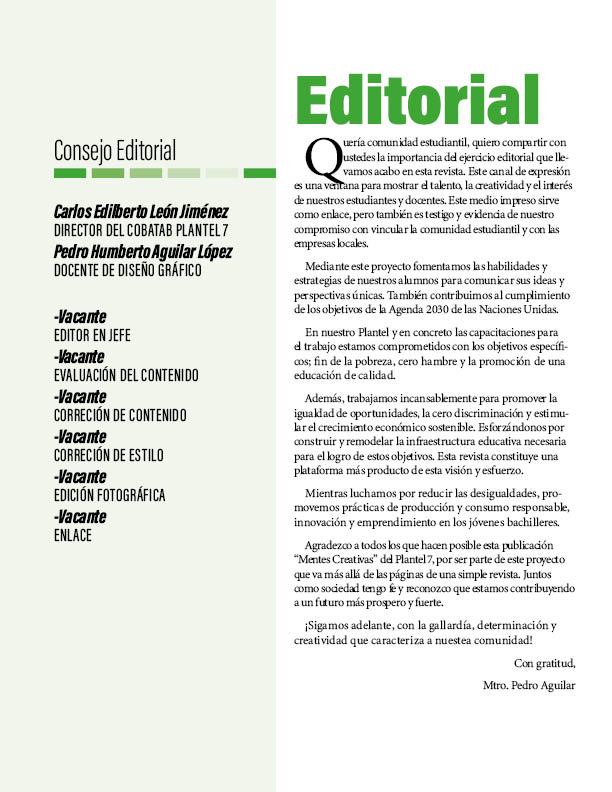 Consejo Editorial
Carlos Edilberto León Jiménez
DIRECTOR DEL COBATAB PLANTEL 7
Pedro Humberto Aguilar López
DOCENTE DE DISEÑO GRÁFICO
-Vacante
EDITOR EN JEFE
-Vacante
EVALUACIÓN DEL CONTENIDO
-Vacante
CORRECIÓN DE CONTENIDO
-Vacante
CORRECIÓN DE ESTILO
-Vacante
EDICIÓN FOTOGRÁFICA
-Vacante
ENLACE
Editorial
Quería comunidad estudiantil, quiero compartir con
ustedes la importancia del ejercicio editorial que lle-
vamos acabo en esta revista. Este canal de expresión
es una ventana para mostrar el talento, la creatividad y el interés
de nuestros estudiantes y docentes. Este medio impreso sirve
como enlace, pero también es testigo y evidencia de nuestro
compromiso con vincular la comunidad estudiantil y con las
empresas locales.
Mediante este proyecto fomentamos las habilidades y
estrategias de nuestros alumnos para comunicar sus ideas y
perspectivas únicas. También contribuimos al cumplimiento
de los objetivos de la Agenda 2030 de las Naciones Unidas.
En nuestro Plantel y en concreto las capacitaciones para
el trabajo estamos comprometidos con los objetivos específi-
cos; fin de la pobreza, cero hambre y la promoción de una
educación de calidad.
Además, trabajamos incansablemente para promover la
igualdad de oportunidades, la cero discriminación y estimu-
lar el crecimiento económico sostenible. Esforzándonos por
construir y remodelar la infraestructura educativa necesaria
para el logro de estos objetivos. Esta revista constituye una
plataforma más producto de esta visión y esfuerzo.
Mientras luchamos por reducir las desigualdades, pro-
movemos prácticas de producción y consumo responsable,
innovación y emprendimiento en los jóvenes bachilleres.
Agradezco a todos los que hacen posible esta publicación
“Mentes Creativas” del Plantel 7, por ser parte de este proyecto
que va más allá de las páginas de una simple revista. Juntos
como sociedad tengo fe y reconozco que estamos contribuyendo
a un futuro más prospero y fuerte.
¡Sigamos adelante, con la gallardía, determinación y
creatividad que caracteriza a nuestea comunidad!
Con gratitud,
Mtro. Pedro Aguilar